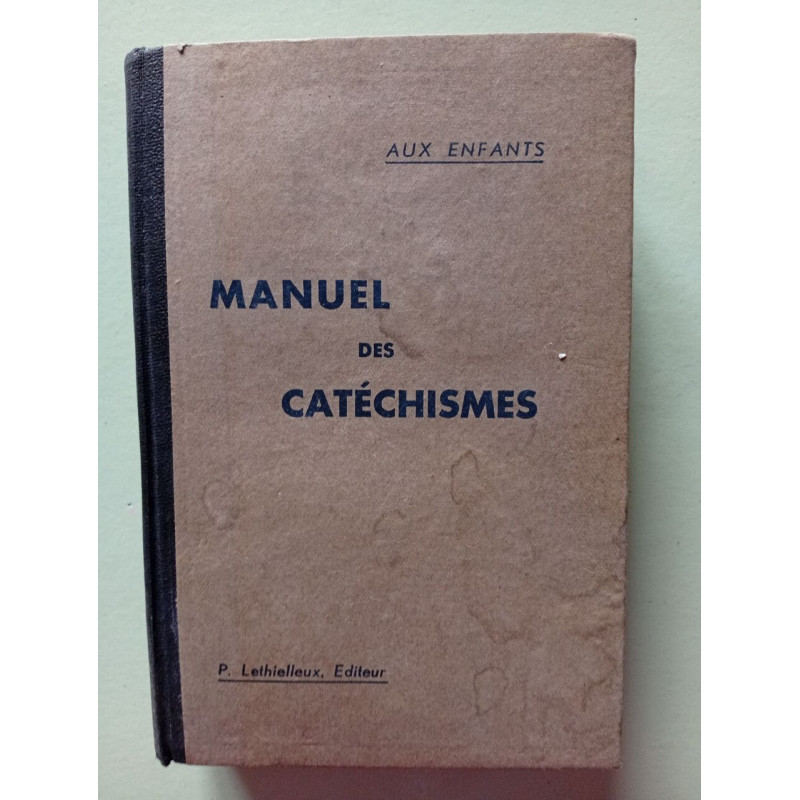 AUX ENFANTS
MANUEL
DES
CATÉCHISMES
P. Lethielleux, Editeur